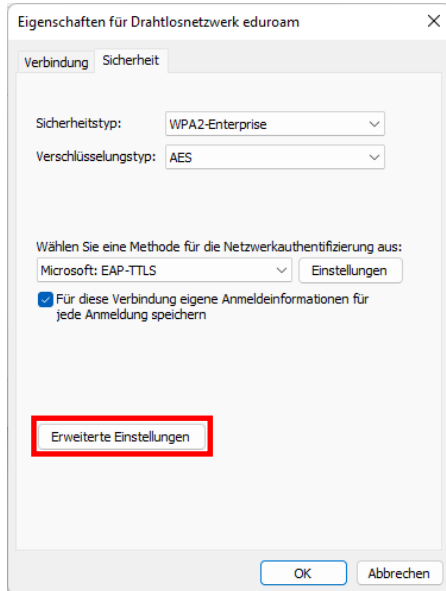 Eigenschaften für Drahtlosnetzwerk eduroam
Verbindung Sicherheit
Sicherheitstyp: WPA2-Enterprise
Verschlüsselungstyp: AES
Wählen Sie eine Methode für die Netzwerkauthentifizierung aus:
Microsoft: EAP-TTLS Einstellungen
Für diese Verbindung eigene Anmeldeinformationen für
jede Anmeldung speichern
Erweiterte Einstellungen
OK Abbrechen